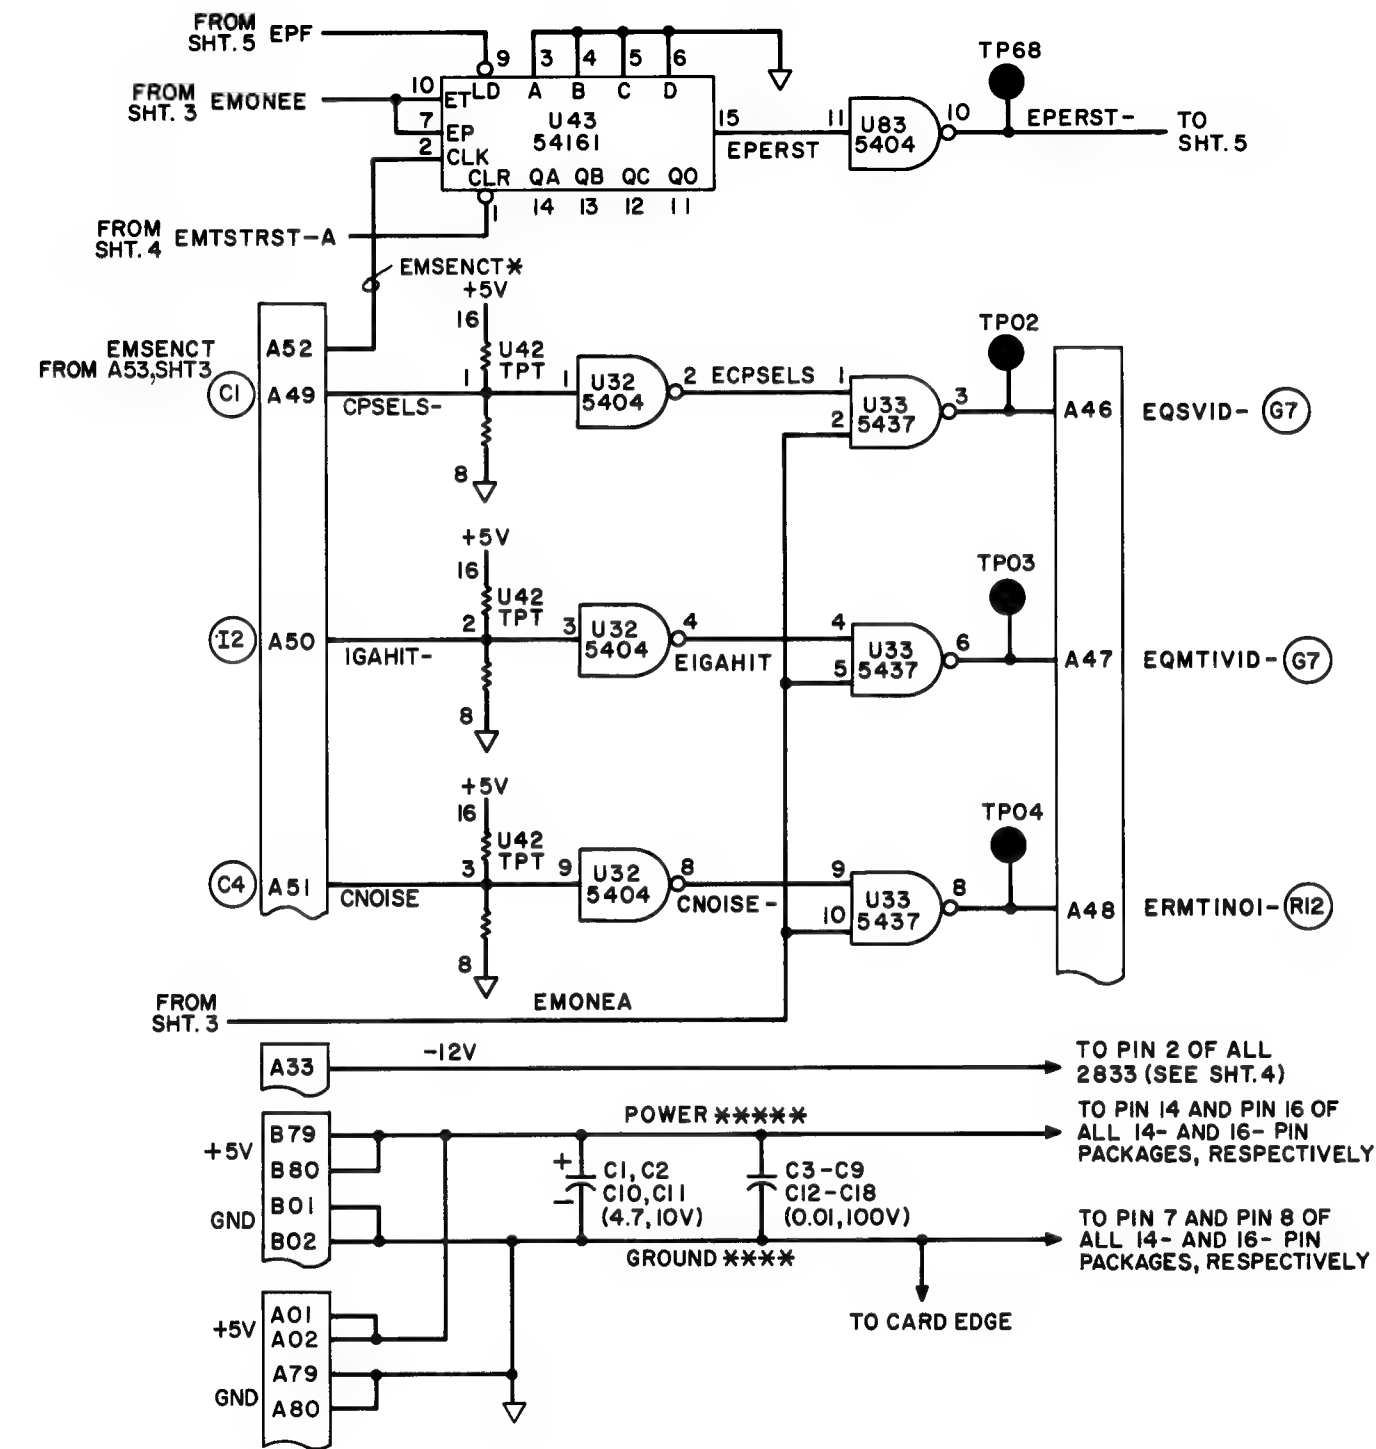 FROM
SHT. 5 EPF
FROM
SHT. 3 EMONEE
9 3 4 5 6
10 ET LD A B C D
7 EP U43
2 CLK 54161
CLR QA QB QC QO
1 14 13 12 11
15
EPERST
11 U83 10
5404
TP68
EPERST- TO
SHT. 5
FROM
SHT. 4 EMTSTRST-A
EMSENCT*
EMSENCT
FROM A53,SHT3
A52
C1 A49 CPSELS-
+5V
16
U42
TPT
1
8
1 U32 2 ECPSELS
5404
1 U33 3
2 5437
TP02
A46 EQSVID- G7
I2 A50 IGAHIT-
+5V
16
U42
TPT
2
8
3 U32 4 EIGAHIT
5404
4 U33 6
5 5437
TP03
A47 EQMTIVID- G7
C4 A51 CNOISE
+5V
16
U42
TPT
3
8
9 U32 8 CNOISE-
5404
9 U33 8
10 5437
TP04
A48 ERMTINOI- R12
FROM
SHT. 3 EMONEA
A33 -12V TO PIN 2 OF ALL
2833 (SEE SHT. 4)
POWER *****
TO PIN 14 AND PIN 16 OF
ALL 14- AND 16- PIN
PACKAGES, RESPECTIVELY
+5V B79
B80
GND B01
B02
+
-
C1, C2
C10, C11
(4.7, 10V)
C3-C9
C12-C18
(0.01, 100V)
GROUND ****
TO PIN 7 AND PIN 8 OF
ALL 14- AND 16- PIN
PACKAGES, RESPECTIVELY
TO CARD EDGE
+5V A01
A02
GND A79
A80